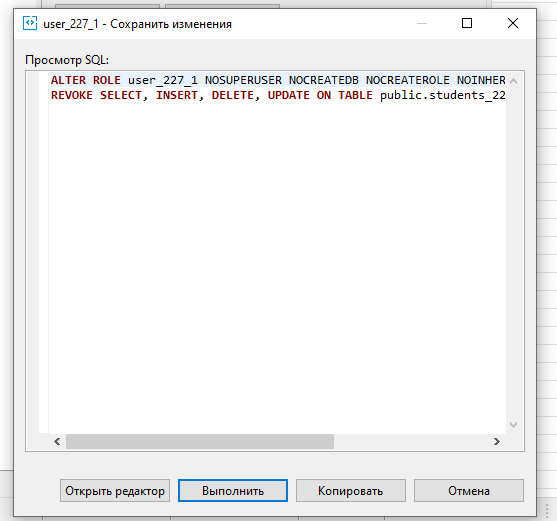 user_227_1 - Сохранить изменения
Просмотр SQL:
ALTER ROLE user_227_1 NOSUPERUSER NOCREATEDB NOCREATEROLE NOINHER
REVOKE SELECT, INSERT, DELETE, UPDATE ON TABLE public.students_22
Открыть редактор
Выполнить
Копировать
Отмена